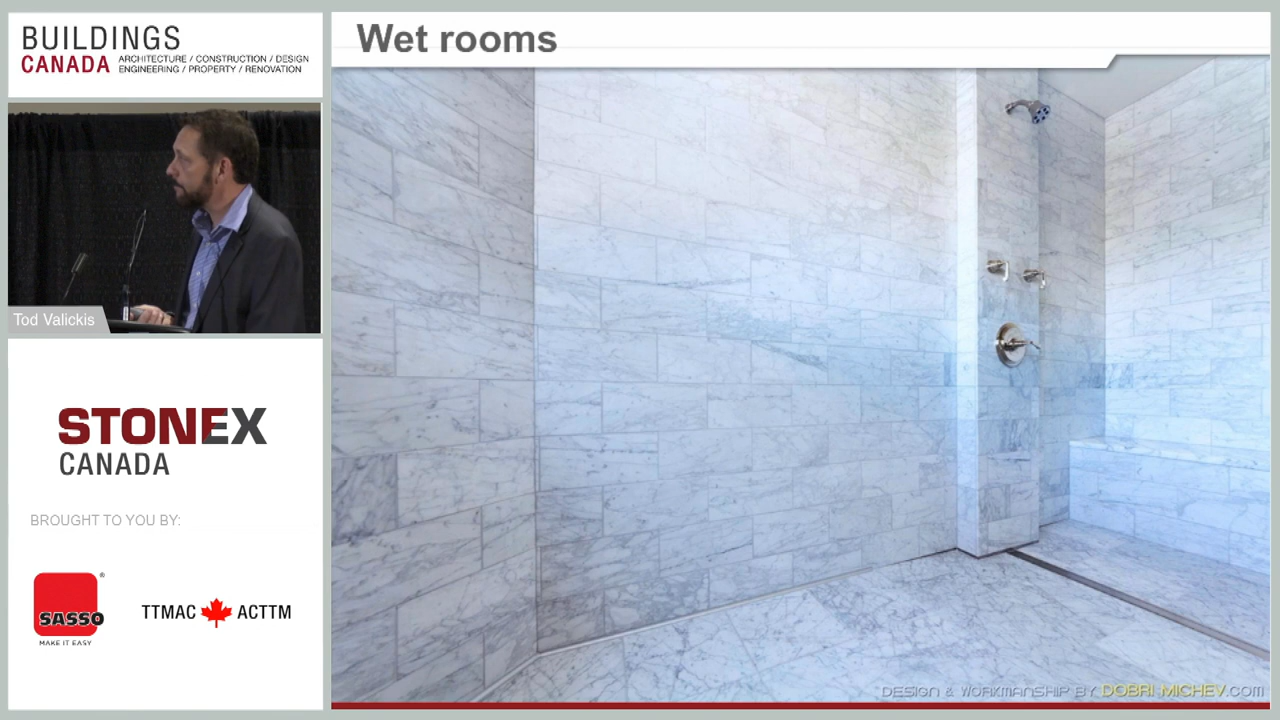 BUILDINGS
CANADA
ARCHITECTURE / CONSTRUCTION / DESIGN
ENGINEERING / PROPERTY / RENOVATION
Wet rooms
Tod Valickis
STONEX
CANADA
BROUGHT TO YOU BY:
SASSO ®
MAKE IT EASY
TTMAC ACTTM
DESIGN & WORKMANSHIP BY DOBRI MICHEV.COM